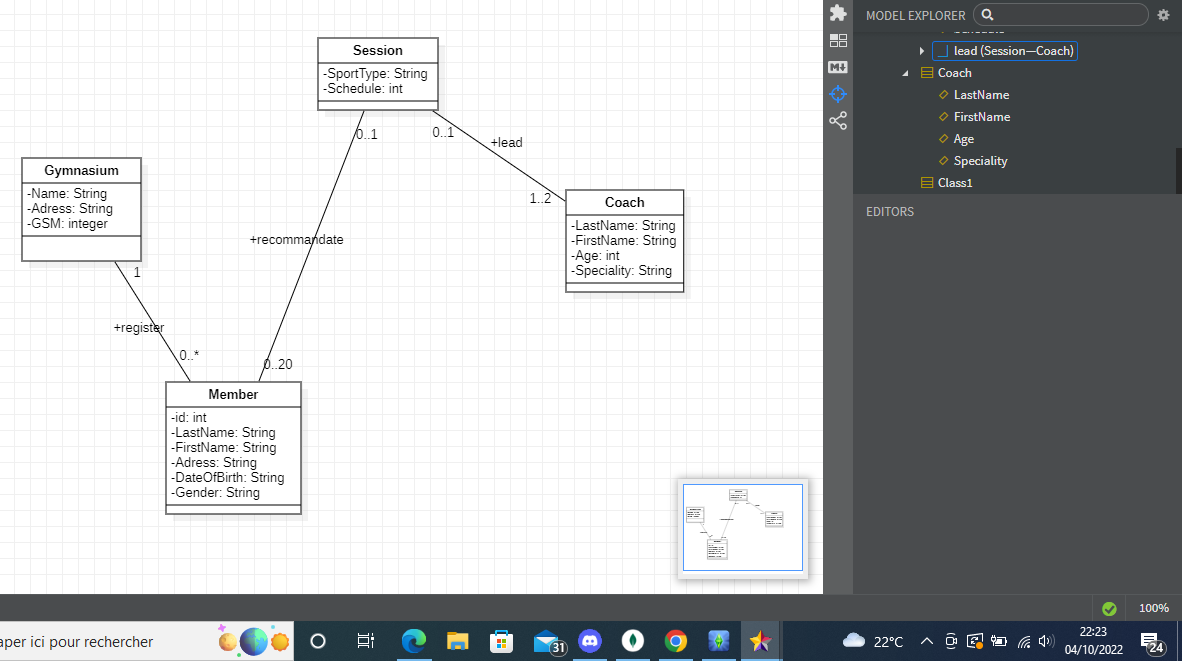 Session
-SportType: String
-Schedule: int
0..1
0..1
+lead
1..2
Gymnasium
-Name: String
-Adress: String
-GSM: integer
1
+register
0..*
+recommandate
0..20
Coach
-LastName: String
-FirstName: String
-Age: int
-Speciality: String
Member
-id: int
-LastName: String
-FirstName: String
-Adress: String
-DateOfBirth: String
-Gender: String
MODEL EXPLORER
lead (Session—Coach)
Coach
LastName
FirstName
Age
Speciality
Class1
EDITORS
100%
aper ici pour rechercher
31
22°C
22:23
04/10/2022
24